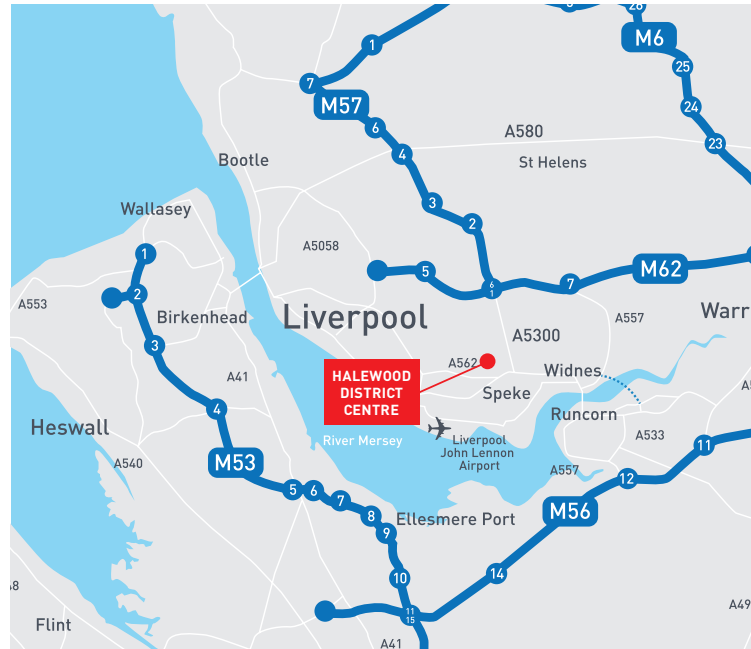 28
M6
1
25
7
M57
24
6
A580
23
4
St Helens
Bootle
3
Wallasey
2
A5058
1
5
M62
6
1
7
2
A553
Birkenhead
Liverpool
A557
Warr
3
A5300
A562
HALEWOOD
DISTRICT
CENTRE
A41
Widnes
Speke
4
Runcorn
Heswall
River Mersey
Liverpool
John Lennon
Airport
A533
11
A540
M53
A557
12
5
6
7
M56
8
Ellesmere Port
9
10
14
11
15
A49
Flint
A41